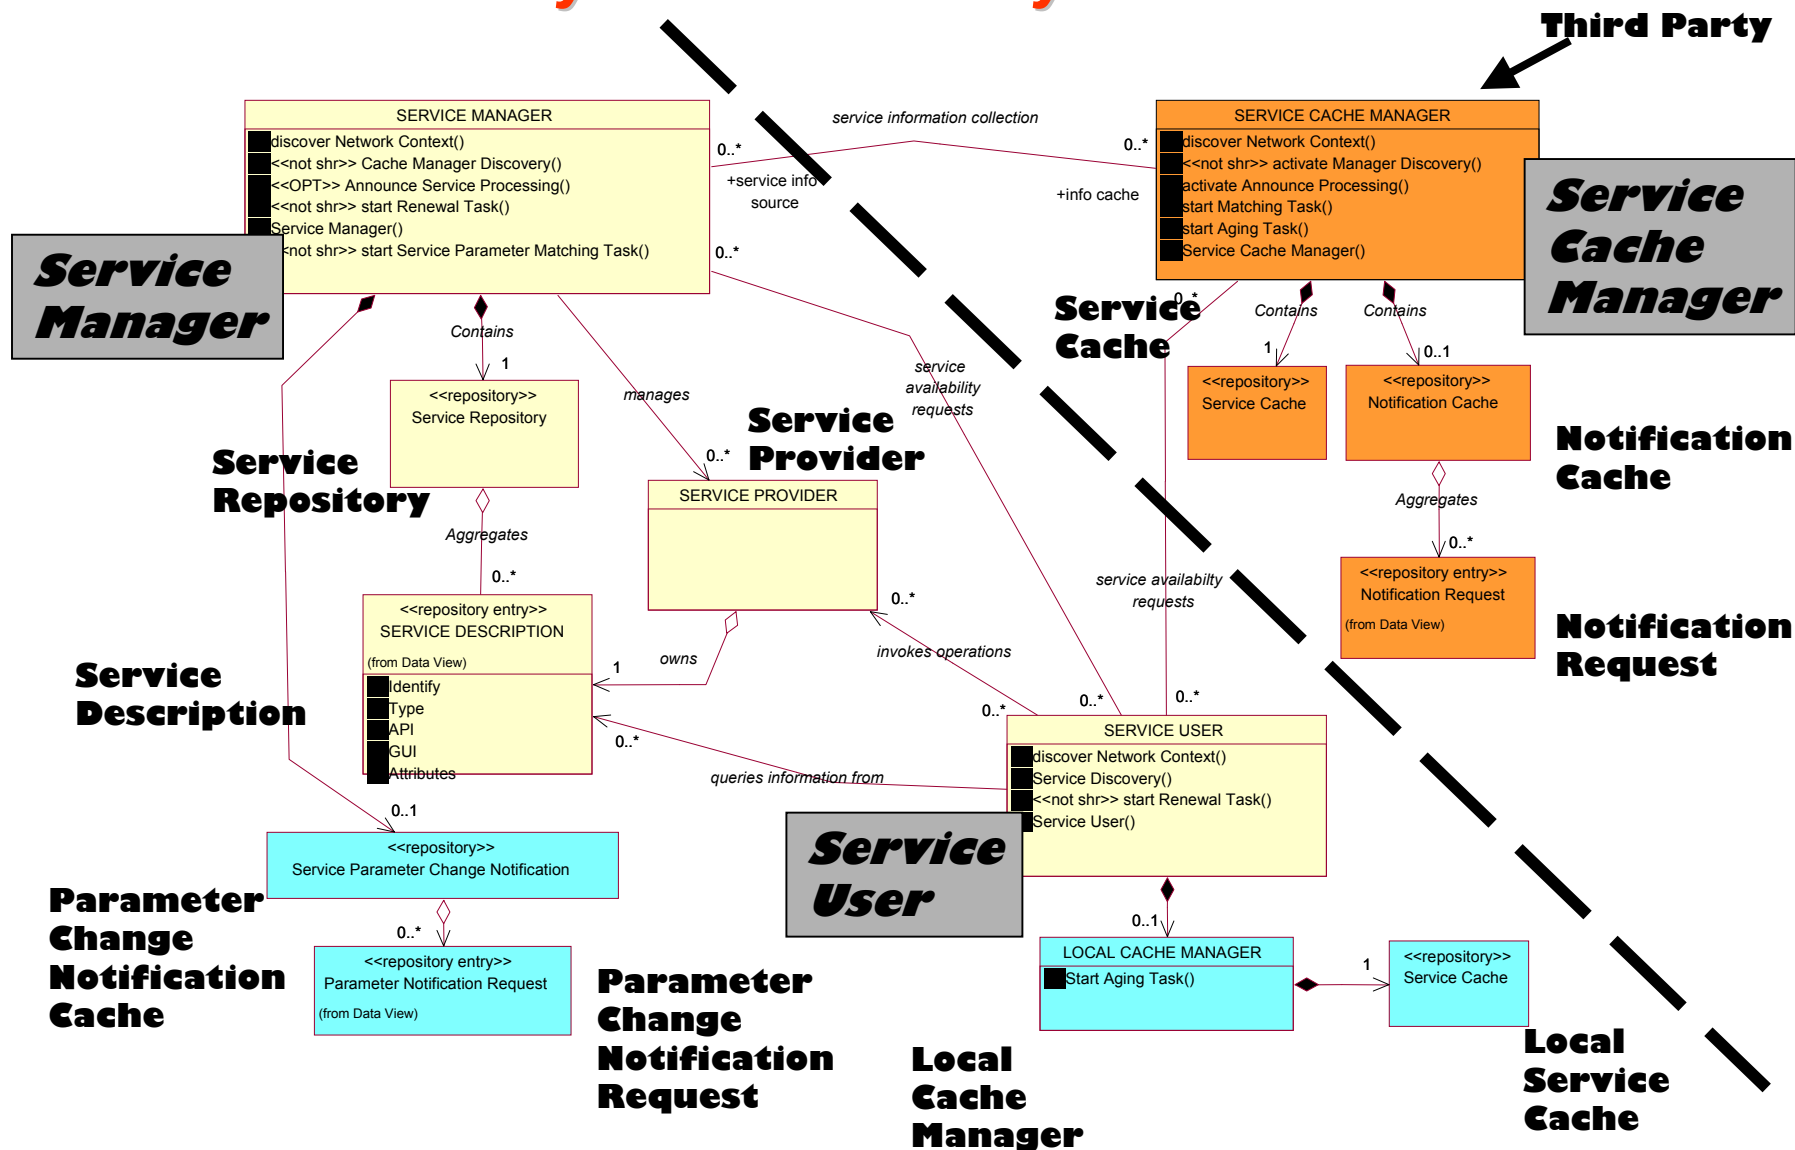 Third Party
SERVICE MANAGER
discover Network Context()
<<not shr>> Cache Manager Discovery()
<<OPT>> Announce Service Processing()
<<not shr>> start Renewal Task()
Service Manager()
<not shr>> start Service Parameter Matching Task()
Service
Manager
service information collection
0..*
0..*
+service info
source
+info cache
0..*
SERVICE CACHE MANAGER
discover Network Context()
<<not shr>> activate Manager Discovery()
activate Announce Processing()
start Matching Task()
start Aging Task()
Service Cache Manager()
Service
Cache
Manager
0..*
Service
Cache
Contains
Contains
1
0..1
<<repository>>
Service Cache
<<repository>>
Notification Cache
Notification
Cache
Aggregates
0..*
<<repository entry>>
Notification Request
(from Data View)
Notification
Request
Contains
1
<<repository>>
Service Repository
Service
Repository
manages
0..*
Service
Provider
SERVICE PROVIDER
service
availability
requests
Aggregates
0..*
<<repository entry>>
SERVICE DESCRIPTION
(from Data View)
Identify
Type
API
GUI
Attributes
Service
Description
owns
1
0..*
invokes operations
0..*
service availabilty
requests
0..*
0..*
0..*
queries information from
SERVICE USER
discover Network Context()
Service Discovery()
<<not shr>> start Renewal Task()
Service User()
Service
User
0..1
<<repository>>
Service Parameter Change Notification
Parameter
Change
Notification
Cache
0..*
<<repository entry>>
Parameter Notification Request
(from Data View)
Parameter
Change
Notification
Request
0..1
LOCAL CACHE MANAGER
Start Aging Task()
Local
Cache
Manager
1
<<repository>>
Service Cache
Local
Service
Cache